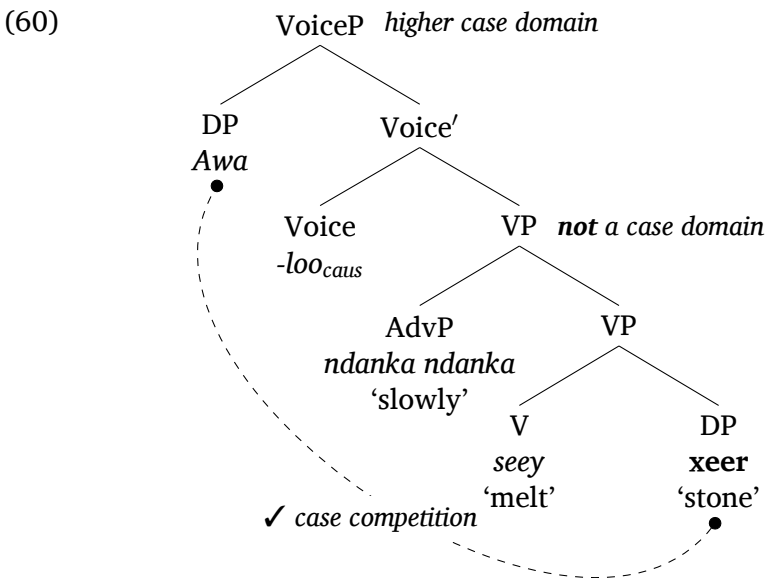 (60)
VoiceP higher case domain
DP Voice′
Awa
Voice VP not a case domain
-loo_caus
AdvP VP
ndanka ndanka
‘slowly’ V DP
seey xeer
‘melt’ ‘stone’
✓ case competition